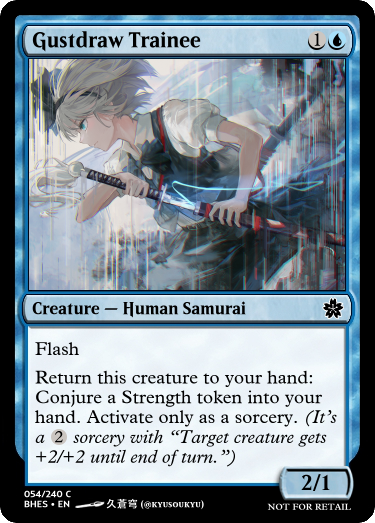 Gustdraw Trainee 1
Creature — Human Samurai
Flash
Return this creature to your hand:
Conjure a Strength token into your
hand. Activate only as a sorcery. (It's
a 2 sorcery with “Target creature gets
+2/+2 until end of turn.”)
2/1
054/240 C
BHES • EN 久蒼穹 (@KYUSOUKYU)
NOT FOR RETAIL